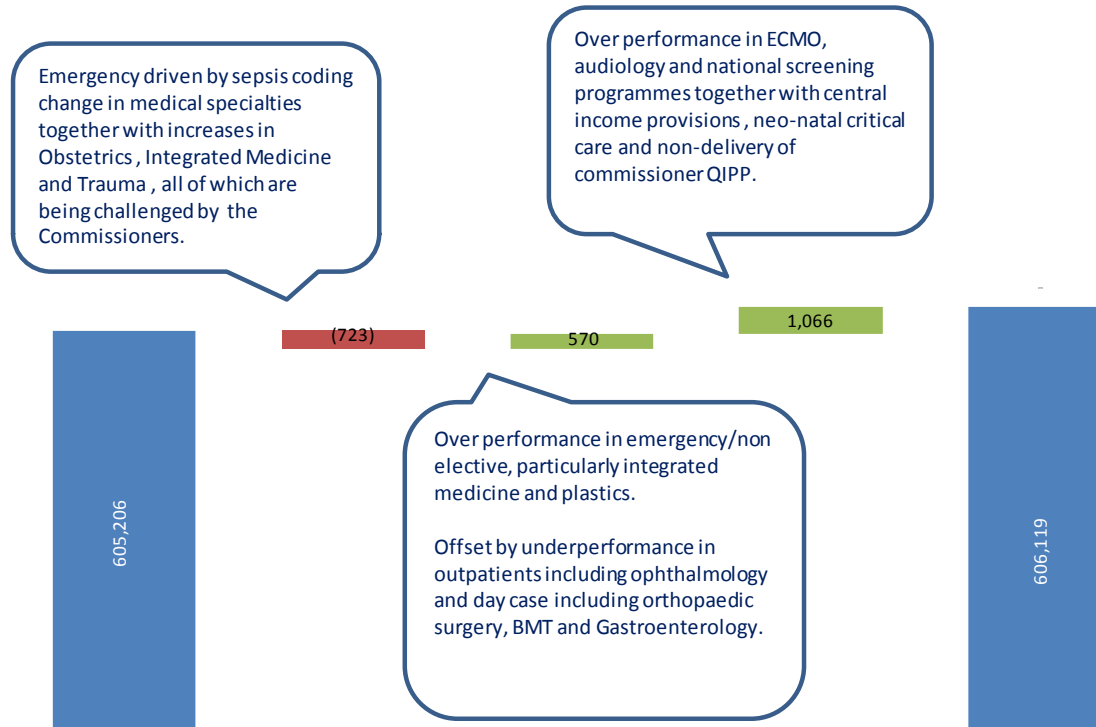 Emergency driven by sepsis coding
change in medical specialties
together with increases in
Obstetrics , Integrated Medicine
and Trauma , all of which are
being challenged by the
Commissioners.
Over performance in ECMO,
audiology and national screening
programmes together with central
income provisions , neo-natal critical
care and non-delivery of
commissioner QIPP.
605,206
(723)
570
1,066
606,119
Over performance in emergency/non
elective, particularly integrated
medicine and plastics.
Offset by underperformance in
outpatients including ophthalmology
and day case including orthopaedic
surgery, BMT and Gastroenterology.